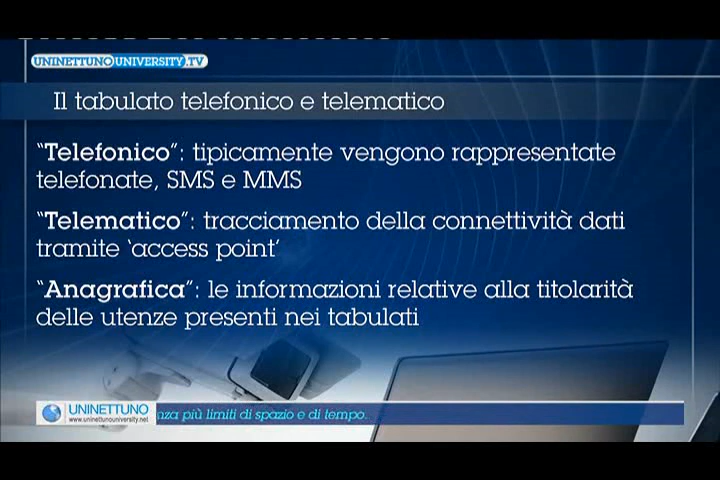 UNINETTUNOUNIVERSITY.TV
Il tabulato telefonico e telematico
“Telefonico”: tipicamente vengono rappresentate
telefonate, SMS e MMS
“Telematico”: tracciamento della connettività dati
tramite ‘access point’
“Anagrafica”: le informazioni relative alla titolarità
delle utenze presenti nei tabulati
UNINETTUNO
www.uninettunouniversity.net
più limiti di spazio e di tempo.